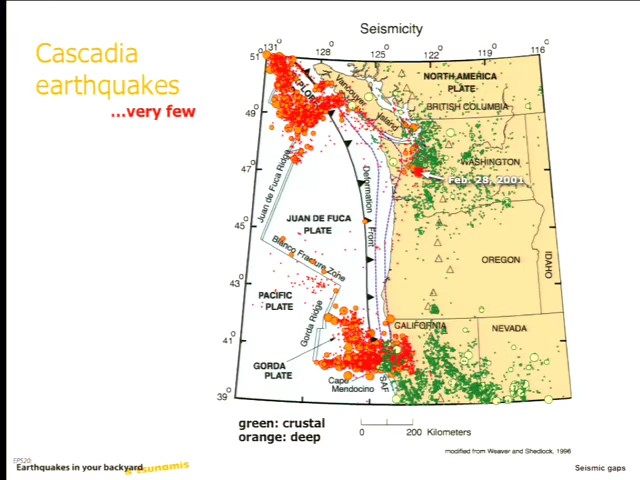 Seismicity
Cascadia
earthquakes
...very few
131
128
125
122
119
116
51
49
47
45
43
41
39
NORTH AMERICA
PLATE
BRITISH COLUMBIA
Vancouver
Island
WASHINGTON
Feb. 28, 2001
Juan de Fuca Ridge
JUAN DE FUCA
PLATE
Deformation
Front
Blanco Fracture Zone
OREGON
IDAHO
PACIFIC
PLATE
Gorda Ridge
CALIFORNIA
NEVADA
GORDA
PLATE
Cape
Mendocino
SAF
green: crustal
orange: deep
0 200 Kilometers
modified from Weaver and Shedlock, 1996
EP520:
Earthquakes in your backyard
& tsunamis
Seismic gaps